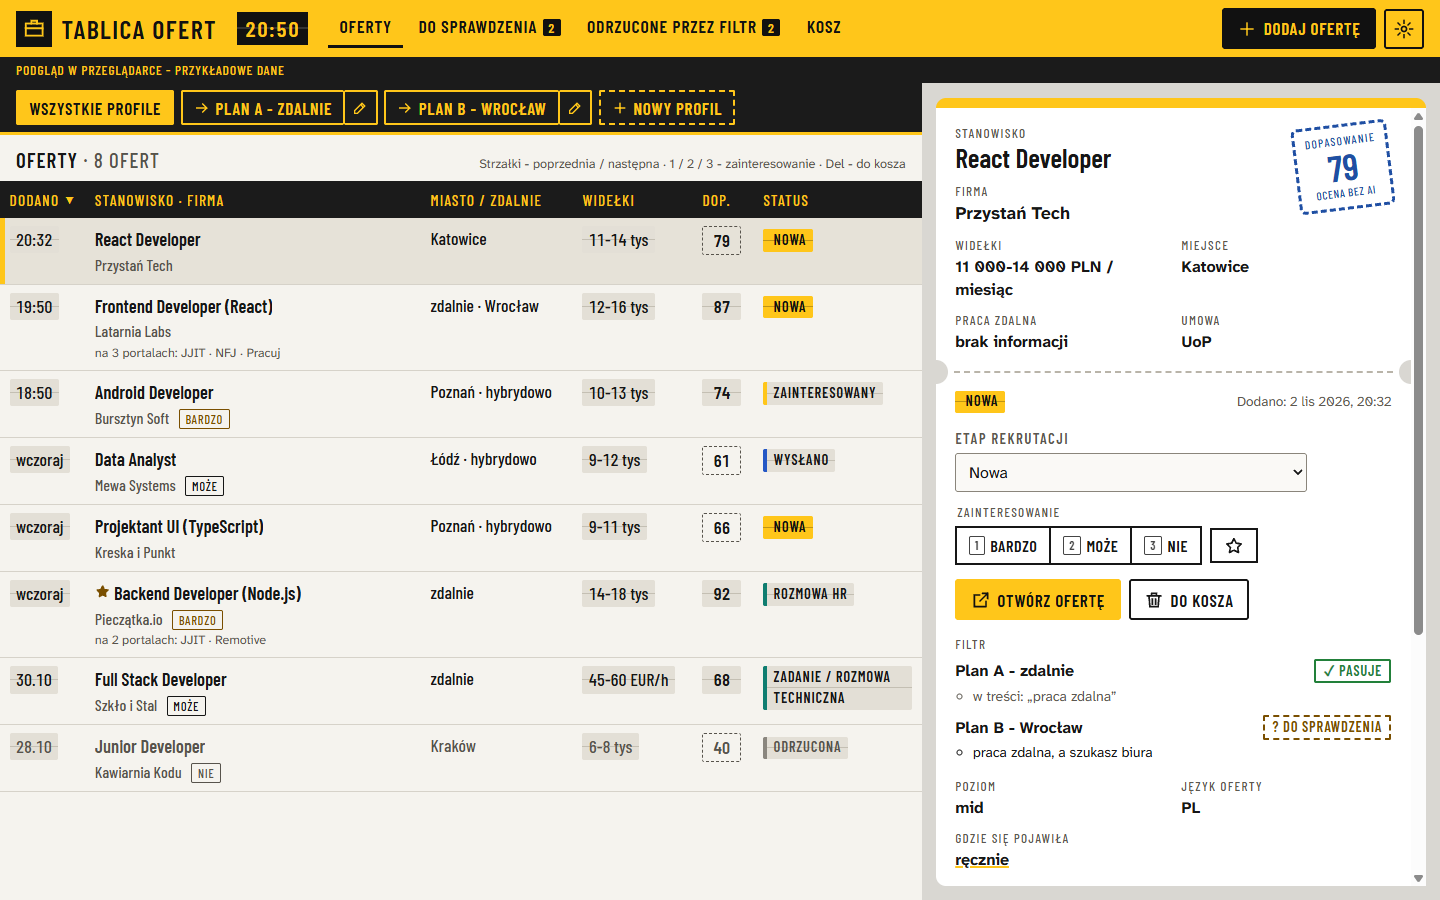 TABLICA OFERT
20:50
OFERTY
DO SPRAWDZENIA 2
ODRZUCONE PRZEZ FILTR 2
KOSZ
+ DODAJ OFERTĘ
PODGLĄD W PRZEGLĄDARCE - PRZYKŁADOWE DANE
WSZYSTKIE PROFILE
→ PLAN A - ZDALNIE
→ PLAN B - WROCŁAW
+ NOWY PROFIL
OFERTY · 8 OFERT
Strzałki - poprzednia / następna · 1 / 2 / 3 - zainteresowanie · Del - do kosza
DODANO ▼ STANOWISKO · FIRMA MIASTO / ZDALNIE WIDEŁKI DOP. STATUS
20:32 React Developer Katowice 11-14 tys 79 NOWA
Przystań Tech
19:50 Frontend Developer (React) zdalnie · Wrocław 12-16 tys 87 NOWA
Latarnia Labs
na 3 portalach: JJIT · NFJ · Pracuj
18:50 Android Developer Poznań · hybrydowo 10-13 tys 74 ZAINTERESOWANY
Bursztyn Soft BARDZO
wczoraj Data Analyst Łódź · hybrydowo 9-12 tys 61 WYSŁANO
Mewa Systems MOŻE
wczoraj Projektant UI (TypeScript) Poznań · hybrydowo 9-11 tys 66 NOWA
Kreska i Punkt
wczoraj ★ Backend Developer (Node.js) zdalnie 14-18 tys 92 ROZMOWA HR
Pieczątka.io BARDZO
na 2 portalach: JJIT · Remotive
30.10 Full Stack Developer zdalnie 45-60 EUR/h 68 ZADANIE / ROZMOWA
TECHNICZNA
Szkło i Stal MOŻE
28.10 Junior Developer Kraków 6-8 tys 40 ODRZUCONA
Kawiarnia Kodu NIE
STANOWISKO
React Developer
DOPASOWANIE
79
OCENA BEZ AI
FIRMA
Przystań Tech
WIDEŁKI MIEJSCE
11 000-14 000 PLN / Katowice
miesiąc
PRACA ZDALNA UMOWA
brak informacji UoP
NOWA Dodano: 2 lis 2026, 20:32
ETAP REKRUTACJI
Nowa
ZAINTERESOWANIE
1 BARDZO 2 MOŻE 3 NIE
OTWÓRZ OFERTĘ DO KOSZA
FILTR
Plan A - zdalnie ✓ PASUJE
w treści: „praca zdalna”
Plan B - Wrocław ? DO SPRAWDZENIA
praca zdalna, a szukasz biura
POZIOM JĘZYK OFERTY
mid PL
GDZIE SIĘ POJAWIŁA
ręcznie